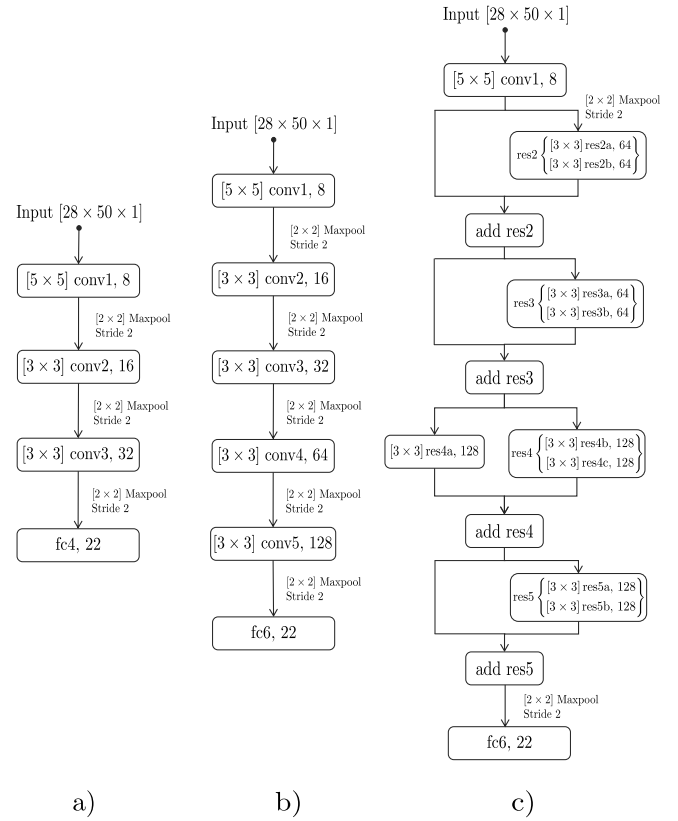 Input [28 × 50 × 1]
[5 × 5] conv1, 8
[2 × 2] Maxpool
Stride 2
[3 × 3] conv2, 16
[2 × 2] Maxpool
Stride 2
[3 × 3] conv3, 32
[2 × 2] Maxpool
Stride 2
fc4, 22
a)
Input [28 × 50 × 1]
[5 × 5] conv1, 8
[2 × 2] Maxpool
Stride 2
[3 × 3] conv2, 16
[2 × 2] Maxpool
Stride 2
[3 × 3] conv3, 32
[2 × 2] Maxpool
Stride 2
[3 × 3] conv4, 64
[2 × 2] Maxpool
Stride 2
[3 × 3] conv5, 128
[2 × 2] Maxpool
Stride 2
fc6, 22
b)
Input [28 × 50 × 1]
[5 × 5] conv1, 8
[2 × 2] Maxpool
Stride 2
res2 { [3 × 3] res2a, 64
[3 × 3] res2b, 64 }
add res2
res3 { [3 × 3] res3a, 64
[3 × 3] res3b, 64 }
add res3
[3 × 3] res4a, 128
res4 { [3 × 3] res4b, 128
[3 × 3] res4c, 128 }
add res4
res5 { [3 × 3] res5a, 128
[3 × 3] res5b, 128 }
add res5
[2 × 2] Maxpool
Stride 2
fc6, 22
c)